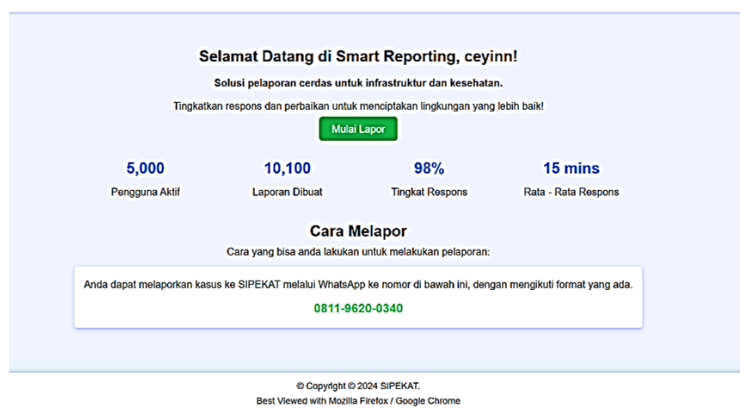 Selamat Datang di Smart Reporting, ceyinn!
Solusi pelaporan cerdas untuk infrastruktur dan kesehatan.
Tingkatkan respons dan perbaikan untuk menciptakan lingkungan yang lebih baik!
Mulai Lapor
5,000 10,100 98% 15 mins
Pengguna Aktif Laporan Dibuat Tingkat Respons Rata - Rata Respons
Cara Melapor
Cara yang bisa anda lakukan untuk melakukan pelaporan:
Anda dapat melaporkan kasus ke SIPEKAT melalui WhatsApp ke nomor di bawah ini, dengan mengikuti format yang ada.
0811-9620-0340
© Copyright © 2024 SIPEKAT.
Best Viewed with Mozilla Firefox / Google Chrome